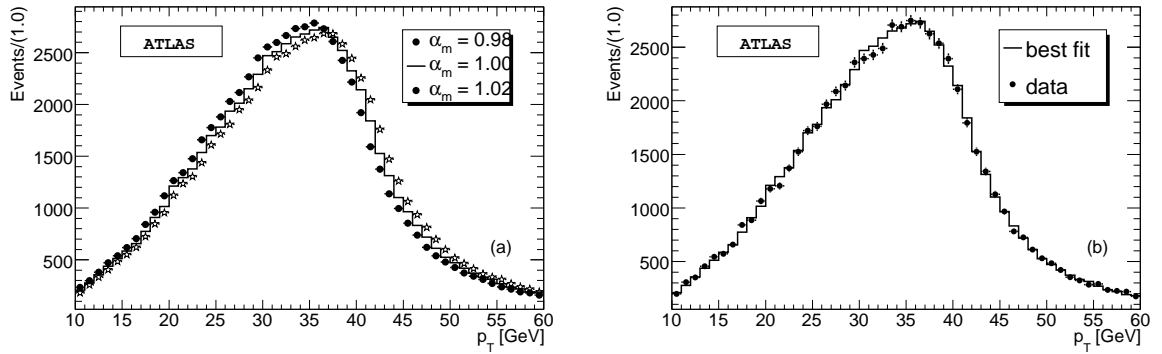 Events/(1.0)
ATLAS
α_m = 0.98
α_m = 1.00
α_m = 1.02
2500
2000
1500
1000
500
(a)
10 15 20 25 30 35 40 45 50 55 60
p_T [GeV]
Events/(1.0)
ATLAS
best fit
data
2500
2000
1500
1000
500
(b)
10 15 20 25 30 35 40 45 50 55 60
p_T [GeV]